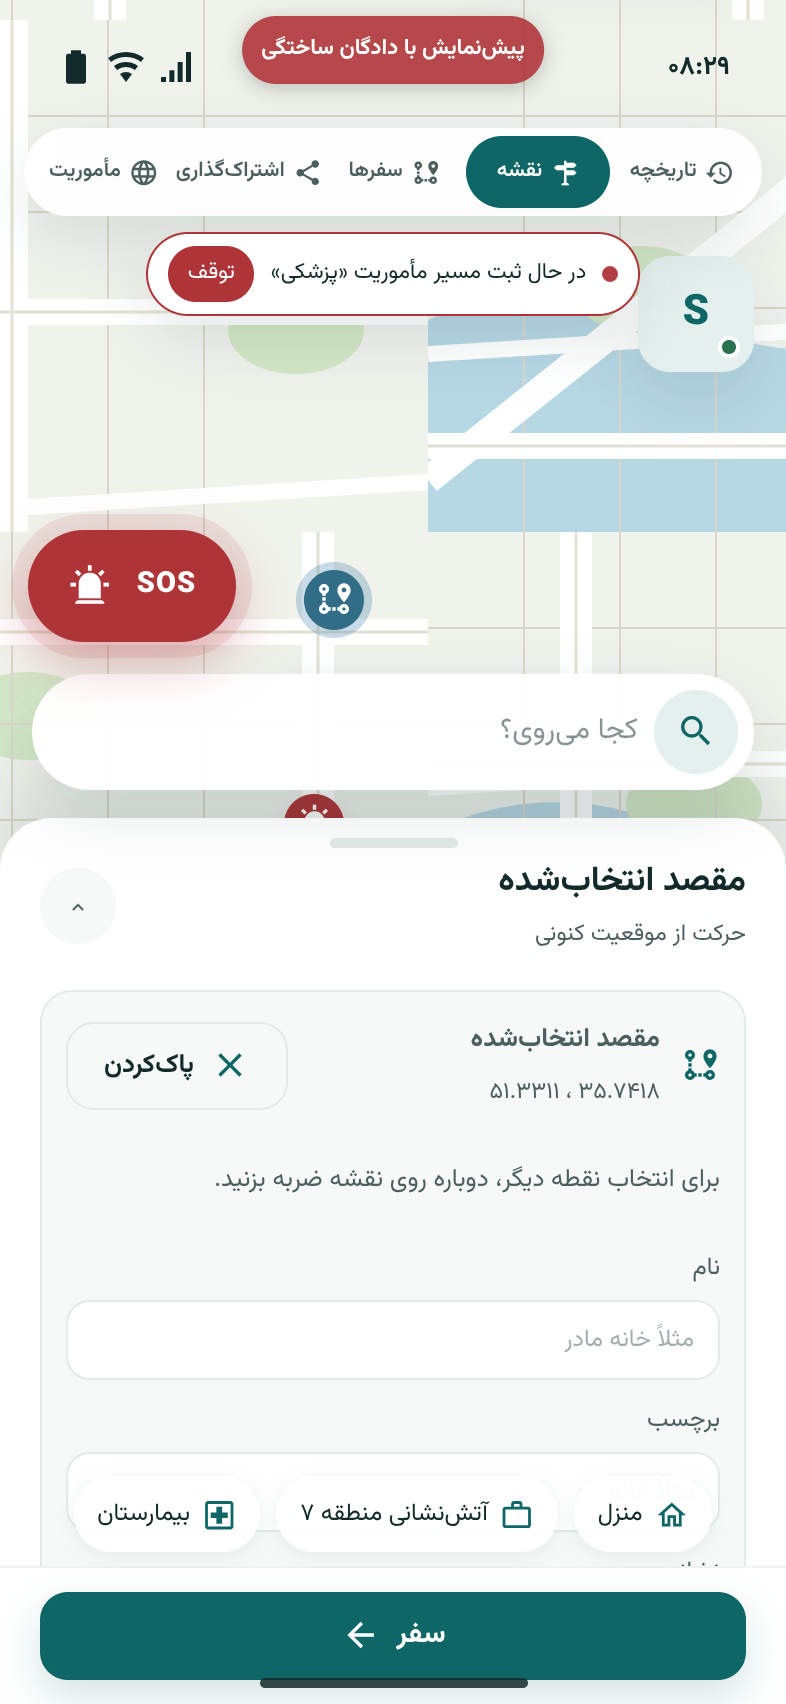 پیش‌نمایش با دادگان ساختگی
۰۸:۲۹
تاریخچه
نقشه
سفرها
اشتراک‌گذاری
مأموریت
در حال ثبت مسیر مأموریت «پزشکی»
توقف
S
SOS
کجا می‌روی؟
مقصد انتخاب‌شده
حرکت از موقعیت کنونی
مقصد انتخاب‌شده
۳۵.۷۴۱۸ ، ۵۱.۳۳۱۱
پاک‌کردن
برای انتخاب نقطه دیگر، دوباره روی نقشه ضربه بزنید.
نام
مثلاً خانه مادر
برچسب
منزل
آتش‌نشانی منطقه ۷
بیمارستان
سفر